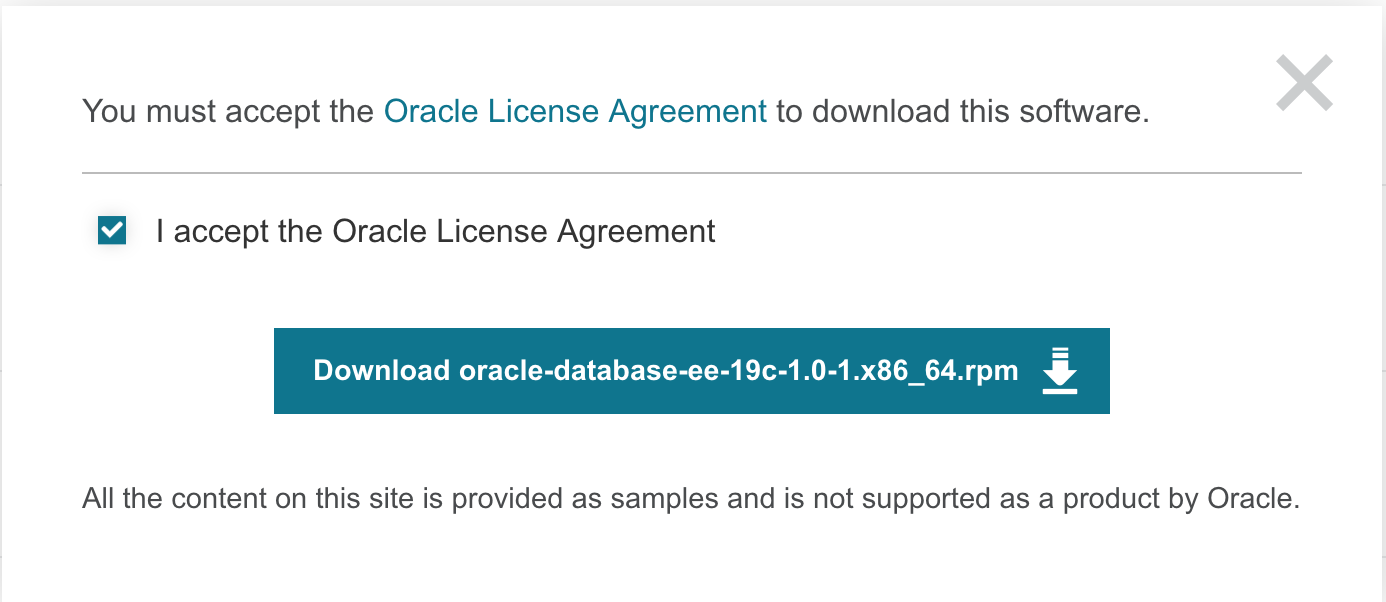 You must accept the Oracle License Agreement to download this software.
I accept the Oracle License Agreement
Download oracle-database-ee-19c-1.0-1.x86_64.rpm
All the content on this site is provided as samples and is not supported as a product by Oracle.